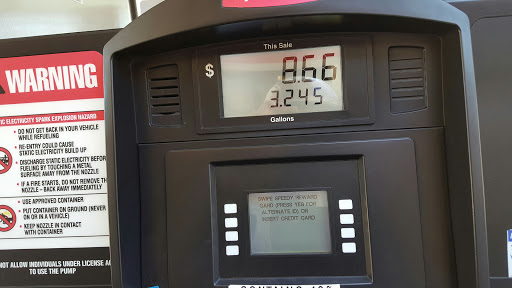 WARNING
STATIC ELECTRICITY SPARK EXPLOSION HAZARD
• DO NOT GET BACK IN YOUR VEHICLE
WHILE REFUELING
• RE-ENTRY COULD CAUSE
STATIC ELECTRICITY BUILD UP
• DISCHARGE STATIC ELECTRICITY BEFORE
FUELING BY TOUCHING A METAL
SURFACE AWAY FROM THE NOZZLE
• IF A FIRE STARTS, DO NOT REMOVE THE
NOZZLE – BACK AWAY IMMEDIATELY
• USE APPROVED CONTAINER
• PUT CONTAINER ON GROUND (NEVER
ON OR IN A VEHICLE)
• KEEP NOZZLE IN CONTACT
WITH CONTAINER
NOT ALLOW INDIVIDUALS UNDER LICENSE
TO USE THE PUMP
This Sale
$ 8.66
3.245
Gallons
SWIPE SPEEDY REWARD
CARD (PRESS YES FOR
ALTERNATE ID) OR
INSERT CREDIT CARD
CONTAINS 10%